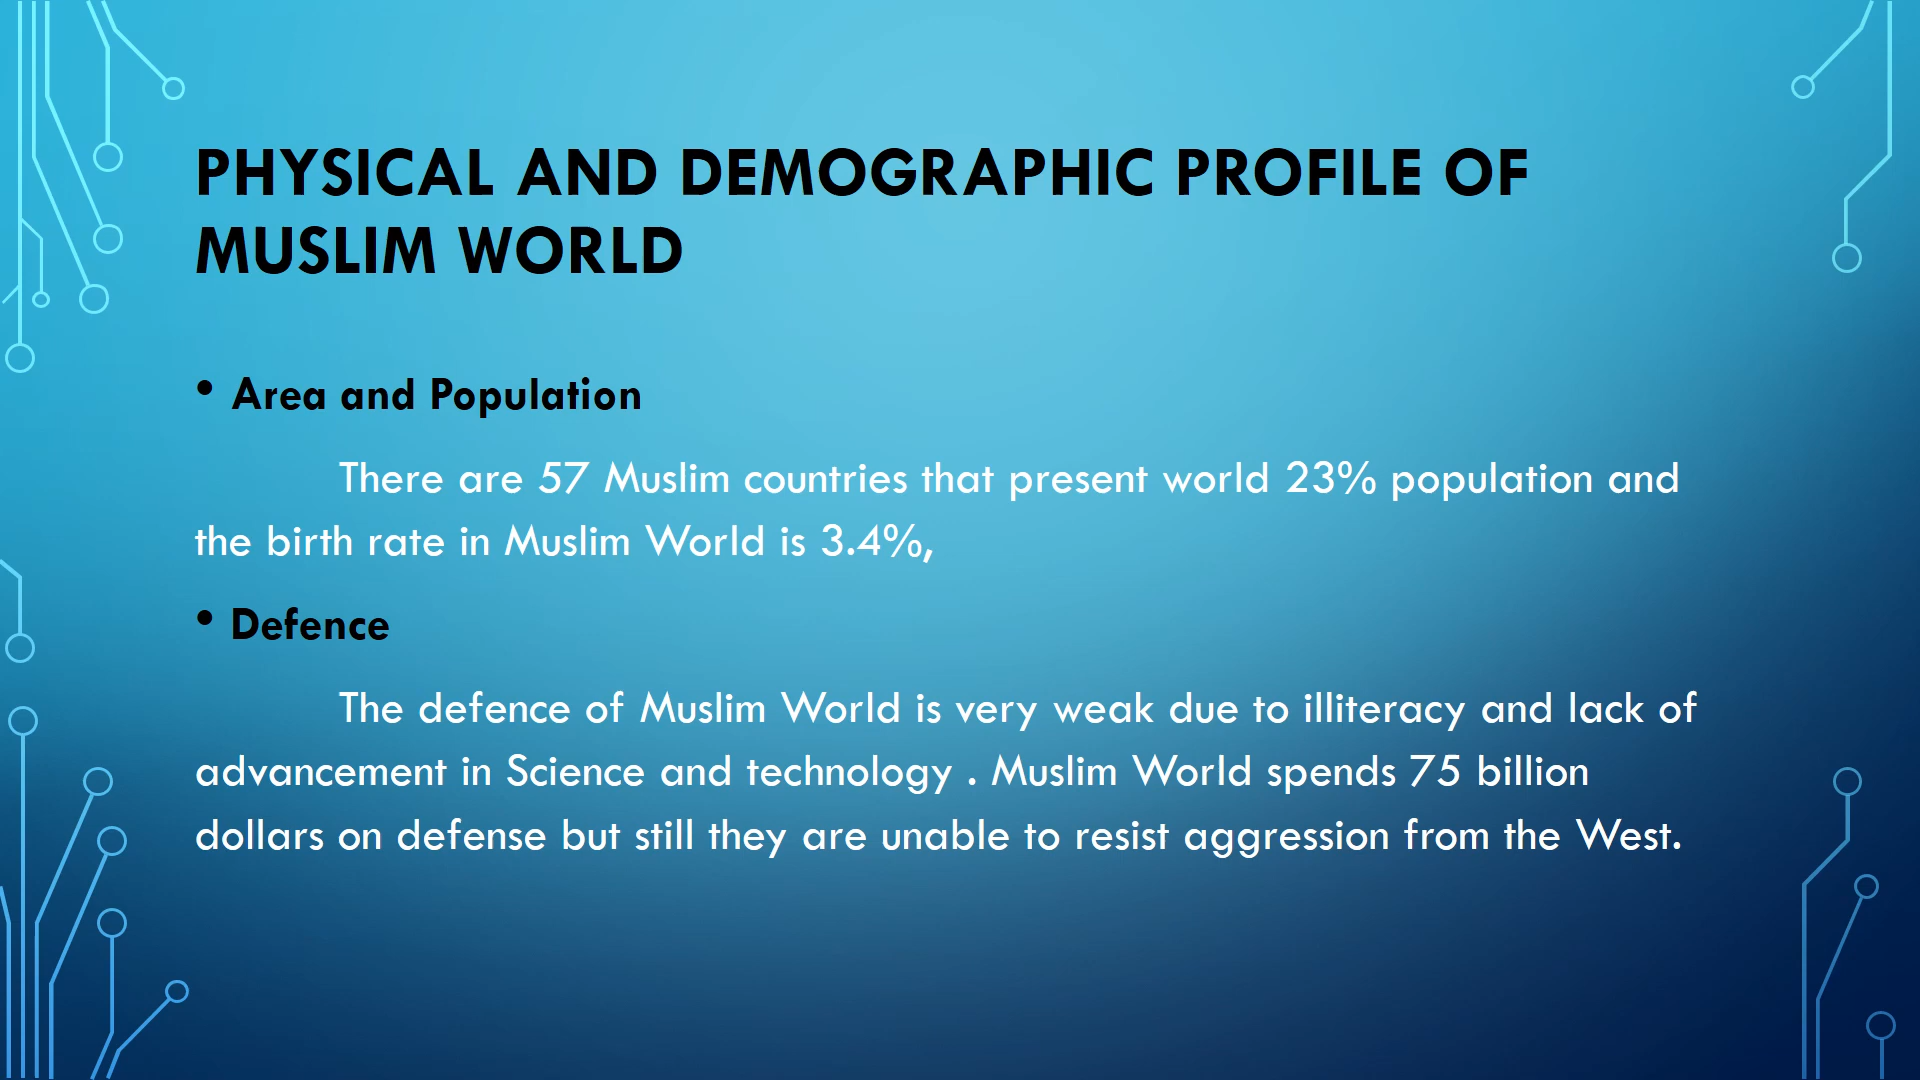 PHYSICAL AND DEMOGRAPHIC PROFILE OF
MUSLIM WORLD
• Area and Population
There are 57 Muslim countries that present world 23% population and
the birth rate in Muslim World is 3.4%,
• Defence
The defence of Muslim World is very weak due to illiteracy and lack of
advancement in Science and technology . Muslim World spends 75 billion
dollars on defense but still they are unable to resist aggression from the West.